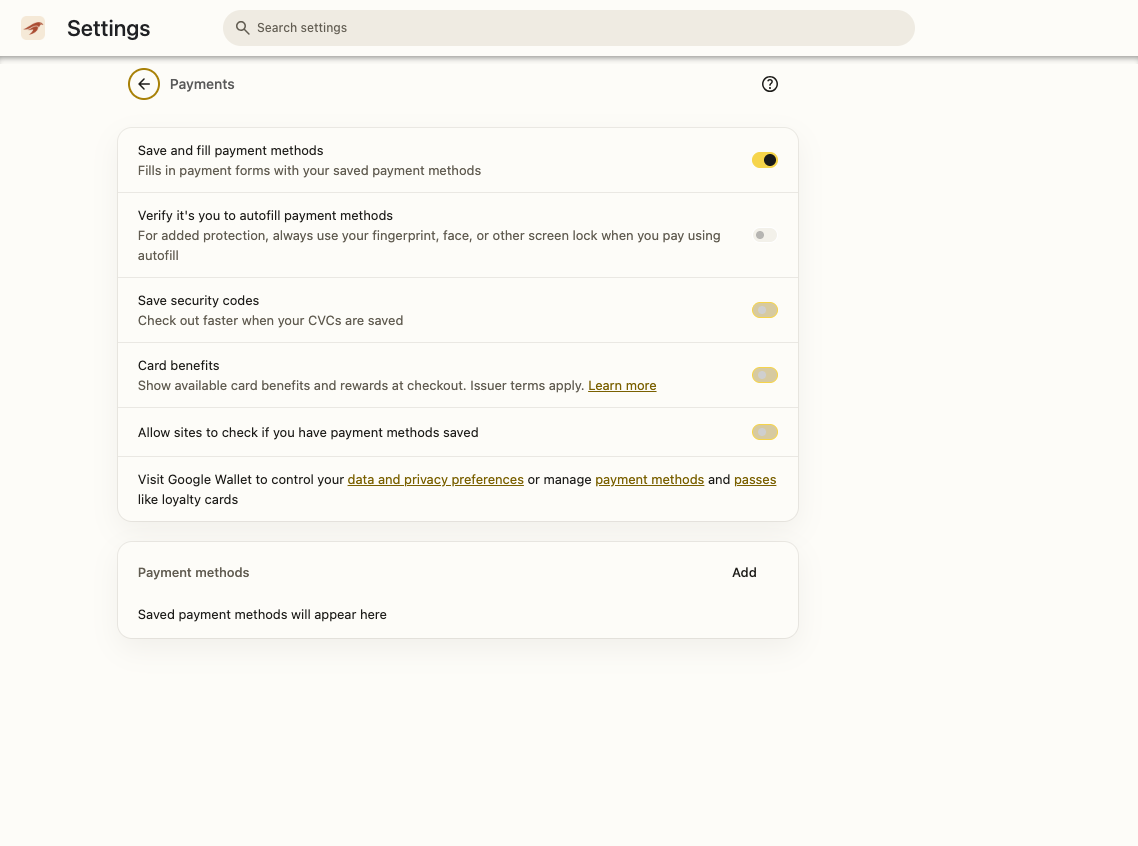 Settings
Search settings
Payments
Save and fill payment methods
Fills in payment forms with your saved payment methods
Verify it's you to autofill payment methods
For added protection, always use your fingerprint, face, or other screen lock when you pay using
autofill
Save security codes
Check out faster when your CVCs are saved
Card benefits
Show available card benefits and rewards at checkout. Issuer terms apply. Learn more
Allow sites to check if you have payment methods saved
Visit Google Wallet to control your data and privacy preferences or manage payment methods and passes
like loyalty cards
Payment methods
Add
Saved payment methods will appear here